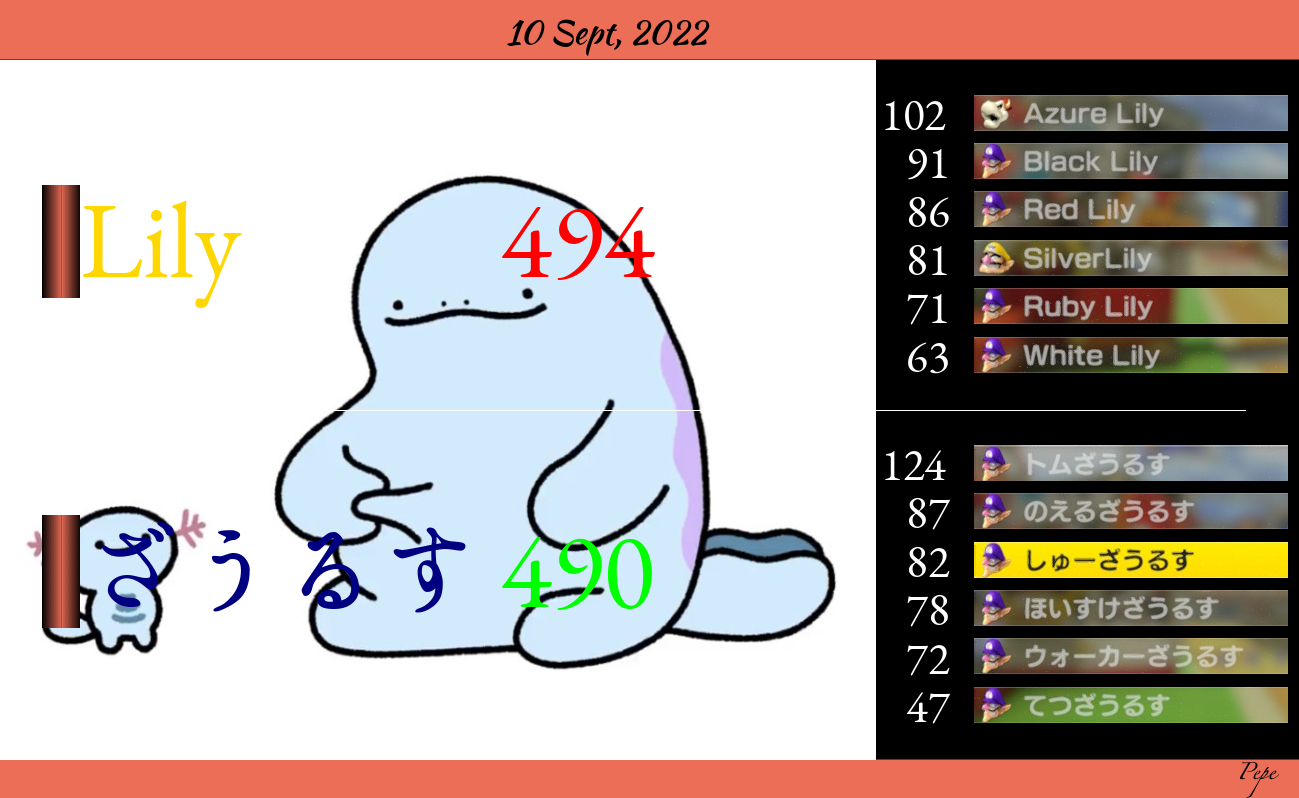 10 Sept, 2022
Lily 494
102 Azure Lily
91 Black Lily
86 Red Lily
81 SilverLily
71 Ruby Lily
63 White Lily
ざうるす 490
124 トムざうるす
87 のえるざうるす
82 しゅーざうるす
78 ほいすけざうるす
72 ウォーカーざうるす
47 てつざうるす
Pepe